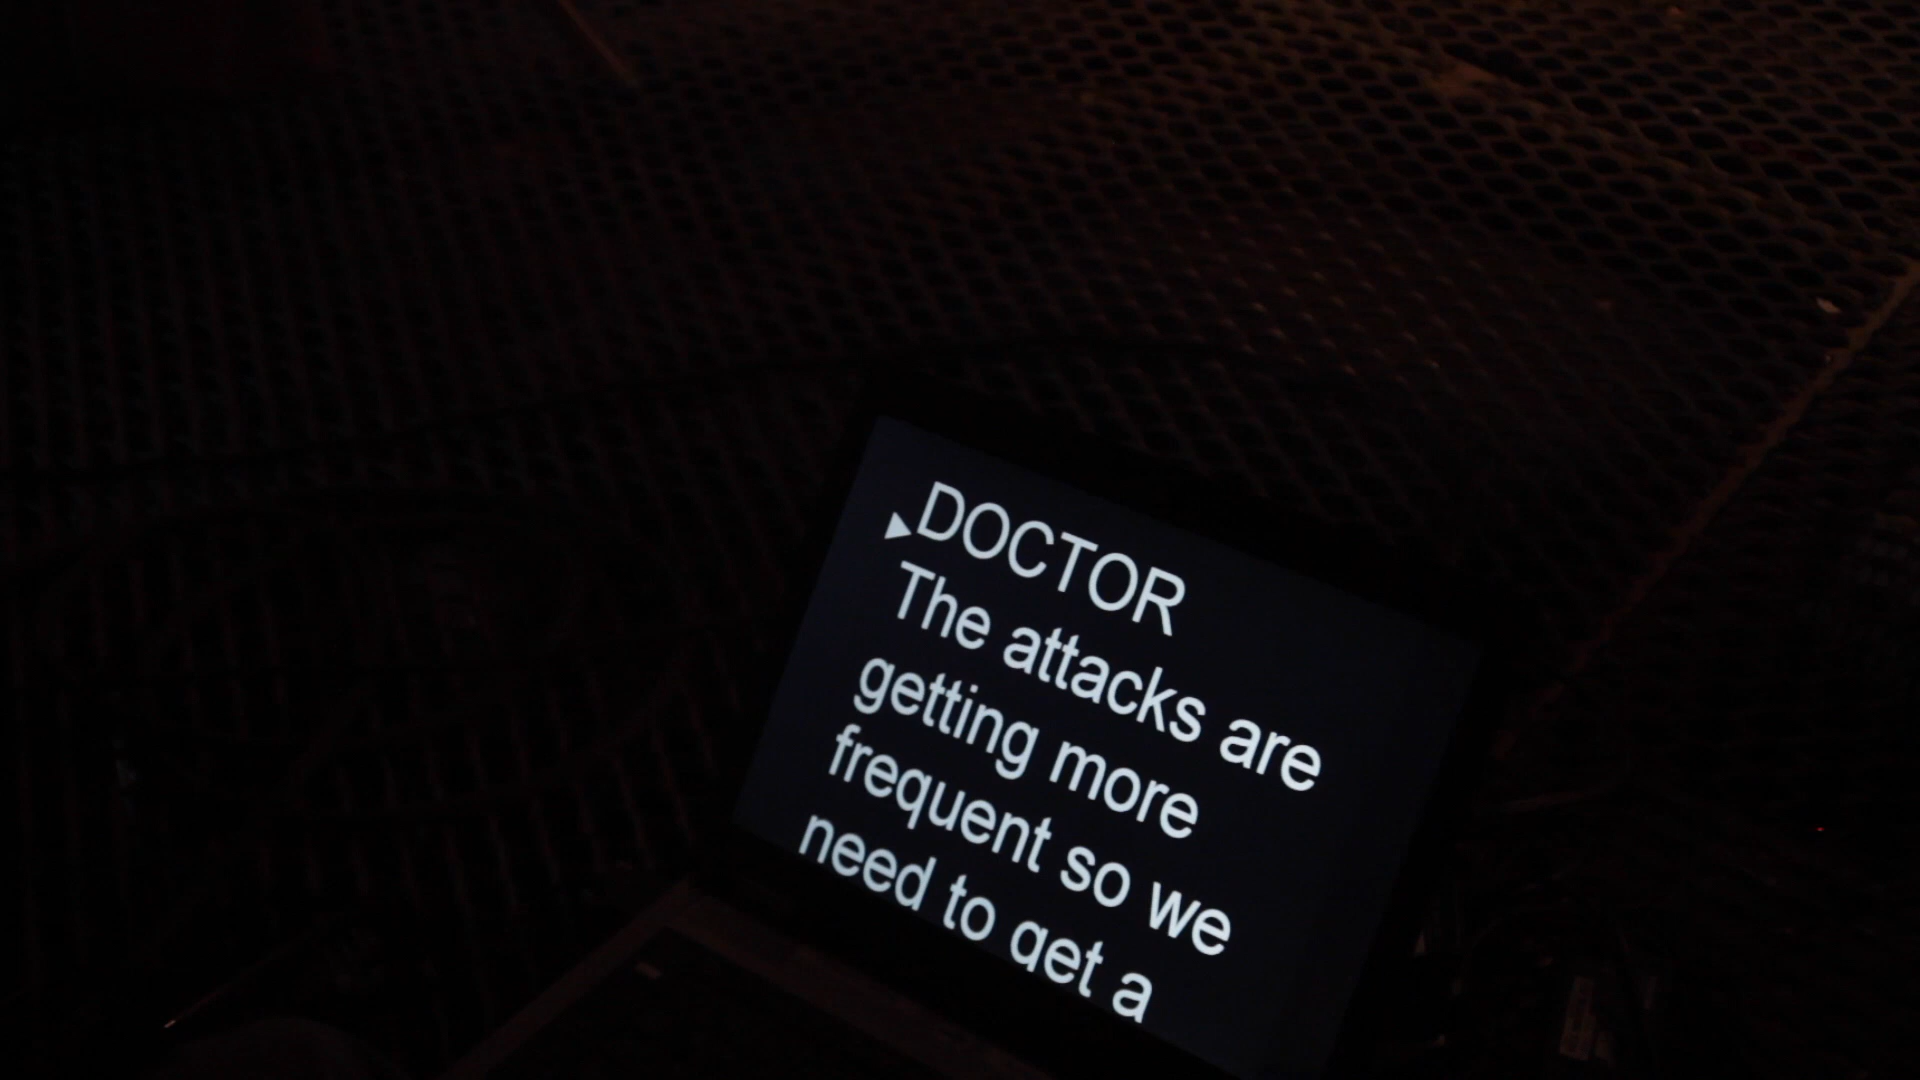 DOCTOR
The attacks are
getting more
frequent so we
need to get a